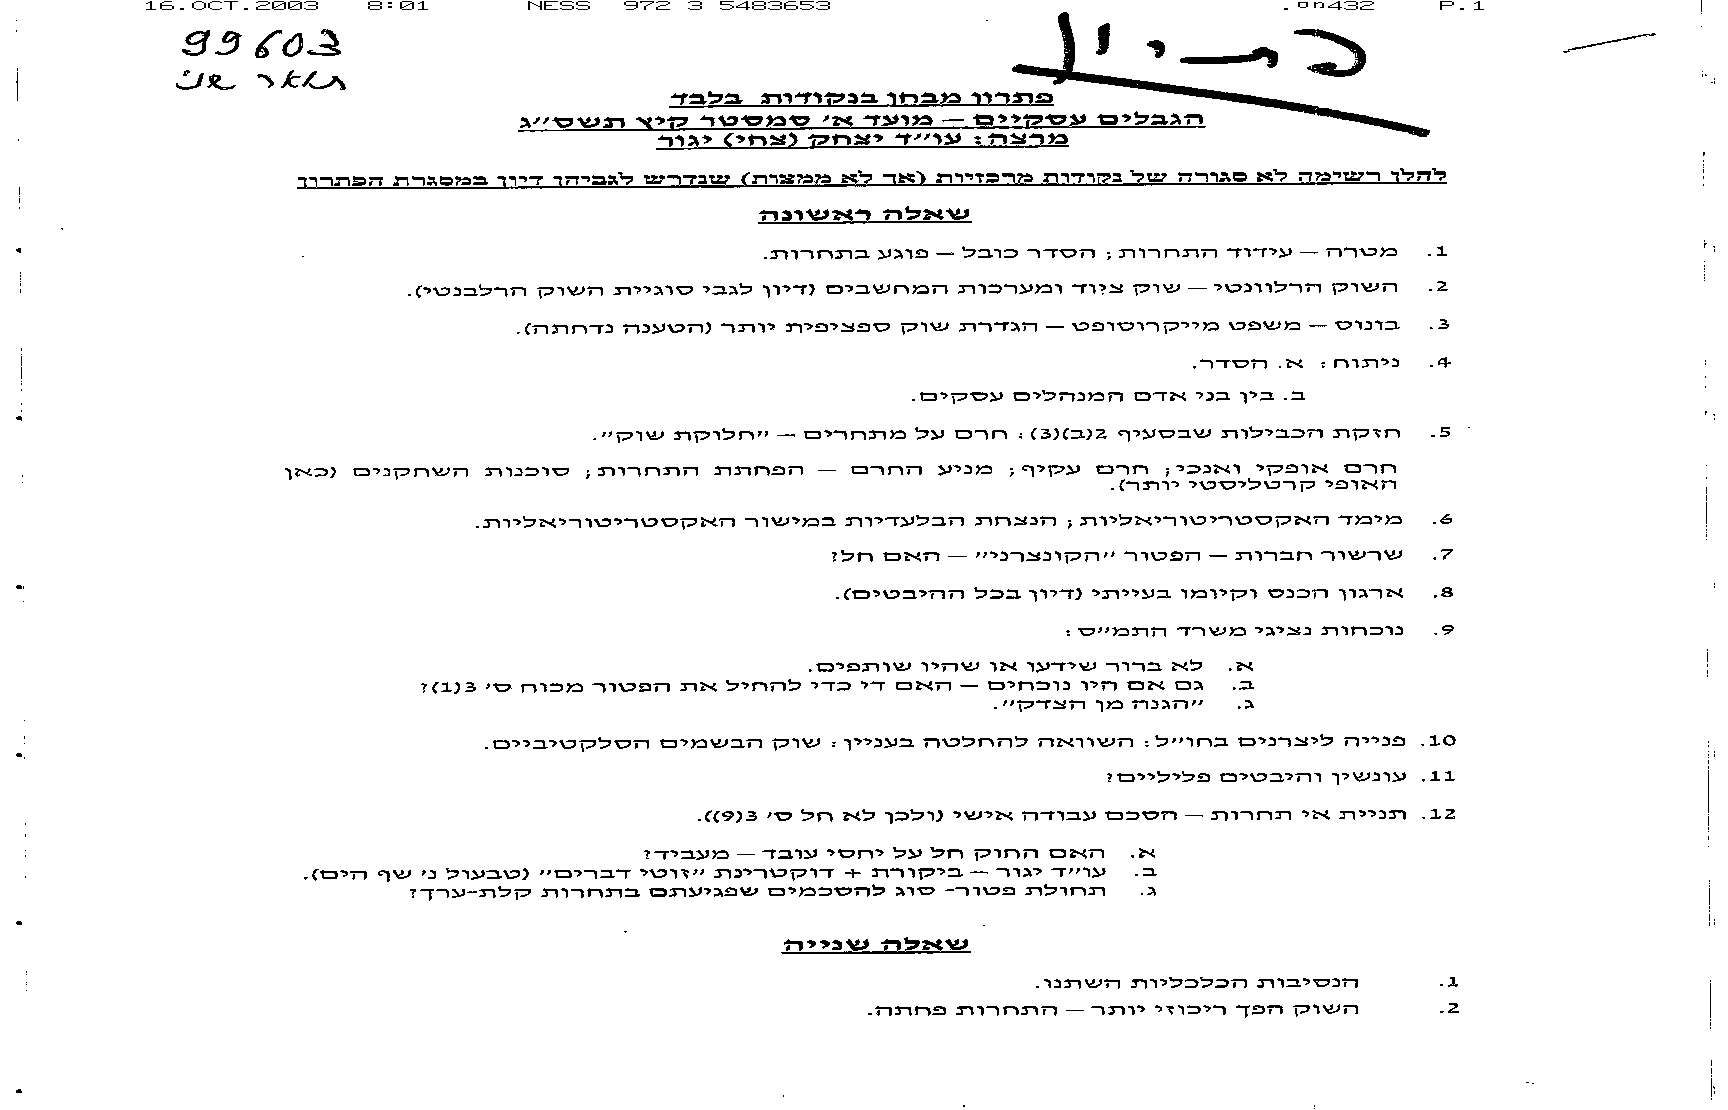 16.OCT.2003 8:01 NESS 972 3 5483653 P.1
99603
תואר שני
פתרון
פתרון מבחן בנקודות בלבד
הגבלים עסקיים – מועד א' סמסטר קיץ תשס"ג
מרצה: עו"ד יצחק (צחי) יגור
להלן רשימה לא סגורה של נקודות מרכזיות (אך לא ממצות) שנדרש לגביהן דיון במסגרת הפתרון
שאלה ראשונה
1. מטרה – עידוד התחרות; הסדר כובל – פוגע בתחרות.
2. השוק הרלוונטי – שוק ציוד ומערכות המחשבים (דיון לגבי סוגיית השוק הרלבנטי).
3. בונוס – משפט מייקרוסופט – הגדרת שוק ספציפית יותר (הטענה נדחתה).
4. ניתוח: א. הסדר.
ב. בין בני אדם המנהלים עסקים.
5. חזקת הכבילות שבסעיף 2(ב)(3): חרם על מתחרים – "חלוקת שוק".
חרם אופקי ואנכי; חרם עקיף; מניע החרם – הפחתת התחרות; סוכנות השחקנים (כאן
האופי קרטליסטי יותר).
6. מימד האקסטריטוריאליות; הנצחת הבלעדיות במישור האקסטריטוריאליות.
7. שרשור חברות – הפטור "הקונצרני" – האם חל?
8. ארגון הכנס וקיומו בעייתי (דיון בכל ההיבטים).
9. נוכחות נציגי משרד התמ"ס:
א. לא ברור שידעו או שהיו שותפים.
ב. גם אם היו נוכחים – האם די כדי להחיל את הפטור מכוח ס' 3(1)?
ג. "הגנה מן הצדק".
10. פנייה ליצרנים בחו"ל: השוואה להחלטה בעניין: שוק הבשמים הסלקטיביים.
11. עונשין והיבטים פליליים?
12. תניית אי תחרות – הסכם עבודה אישי (ולכן לא חל ס' 3(9)).
א. האם החוק חל על יחסי עובד – מעביד?
ב. עו"ד יגור – ביקורת + דוקטרינת "זוטי דברים" (טבעול נ' שף הים).
ג. תחולת פטור- סוג להסכמים שפגיעתם בתחרות קלת-ערך?
שאלה שנייה
1. הנסיבות הכלכליות השתנו.
2. השוק הפך ריכוזי יותר – התחרות פחתה.